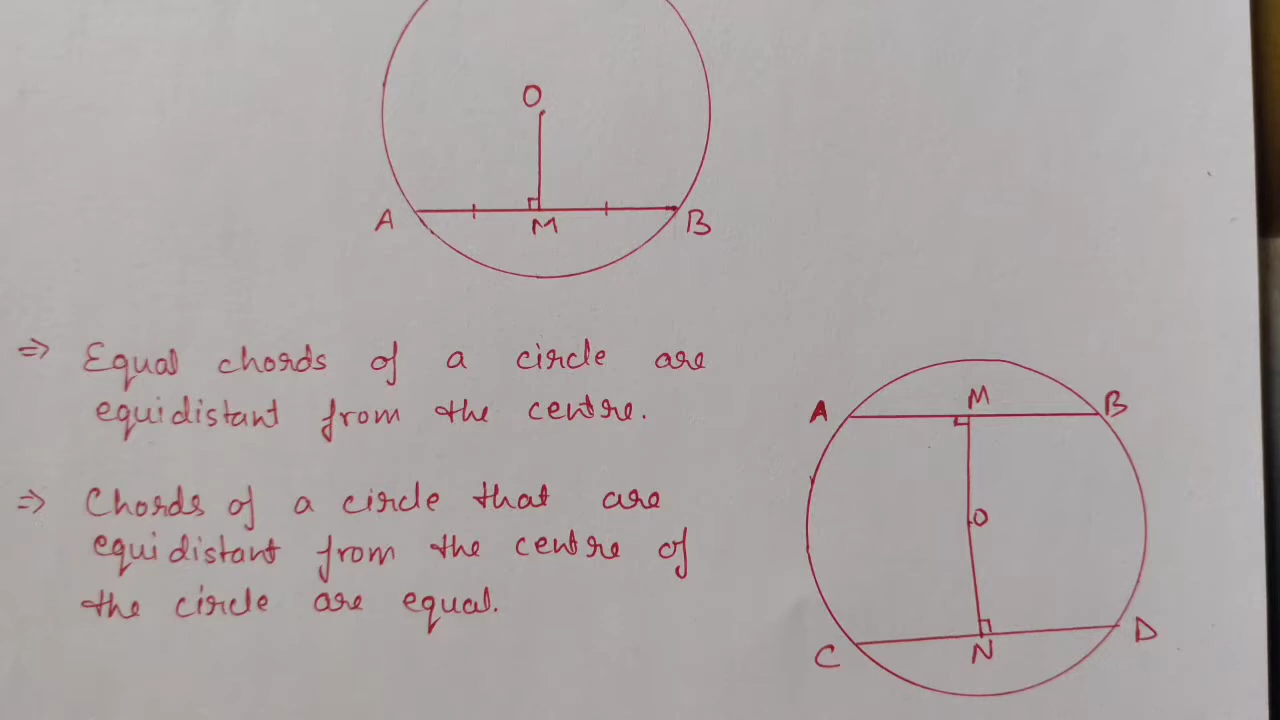 O
A M B
⇒ Equal chords of a circle are
equidistant from the centre.
A M B
O
⇒ Chords of a circle that are
equidistant from the centre of
the circle are equal.
C N D